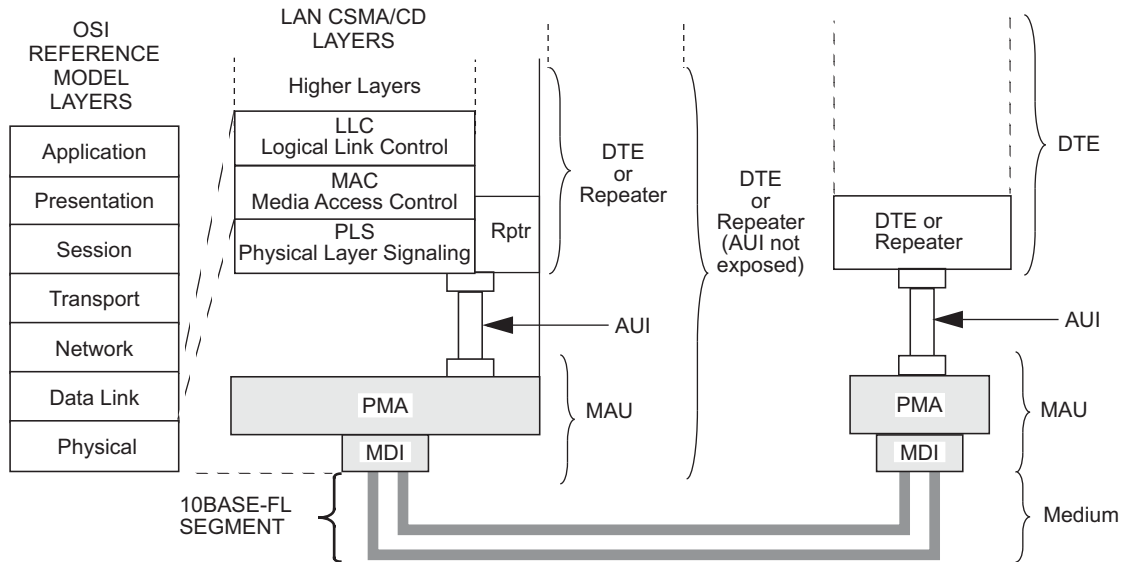 OSI
REFERENCE
MODEL
LAYERS
Application
Presentation
Session
Transport
Network
Data Link
Physical
LAN CSMA/CD
LAYERS
Higher Layers
LLC
Logical Link Control
MAC
Media Access Control
PLS
Physical Layer Signaling
Rptr
DTE
or
Repeater
AUI
PMA
MDI
MAU
DTE
or
Repeater
(AUI not
exposed)
DTE
DTE or
Repeater
AUI
PMA
MDI
MAU
10BASE-FL
SEGMENT
Medium